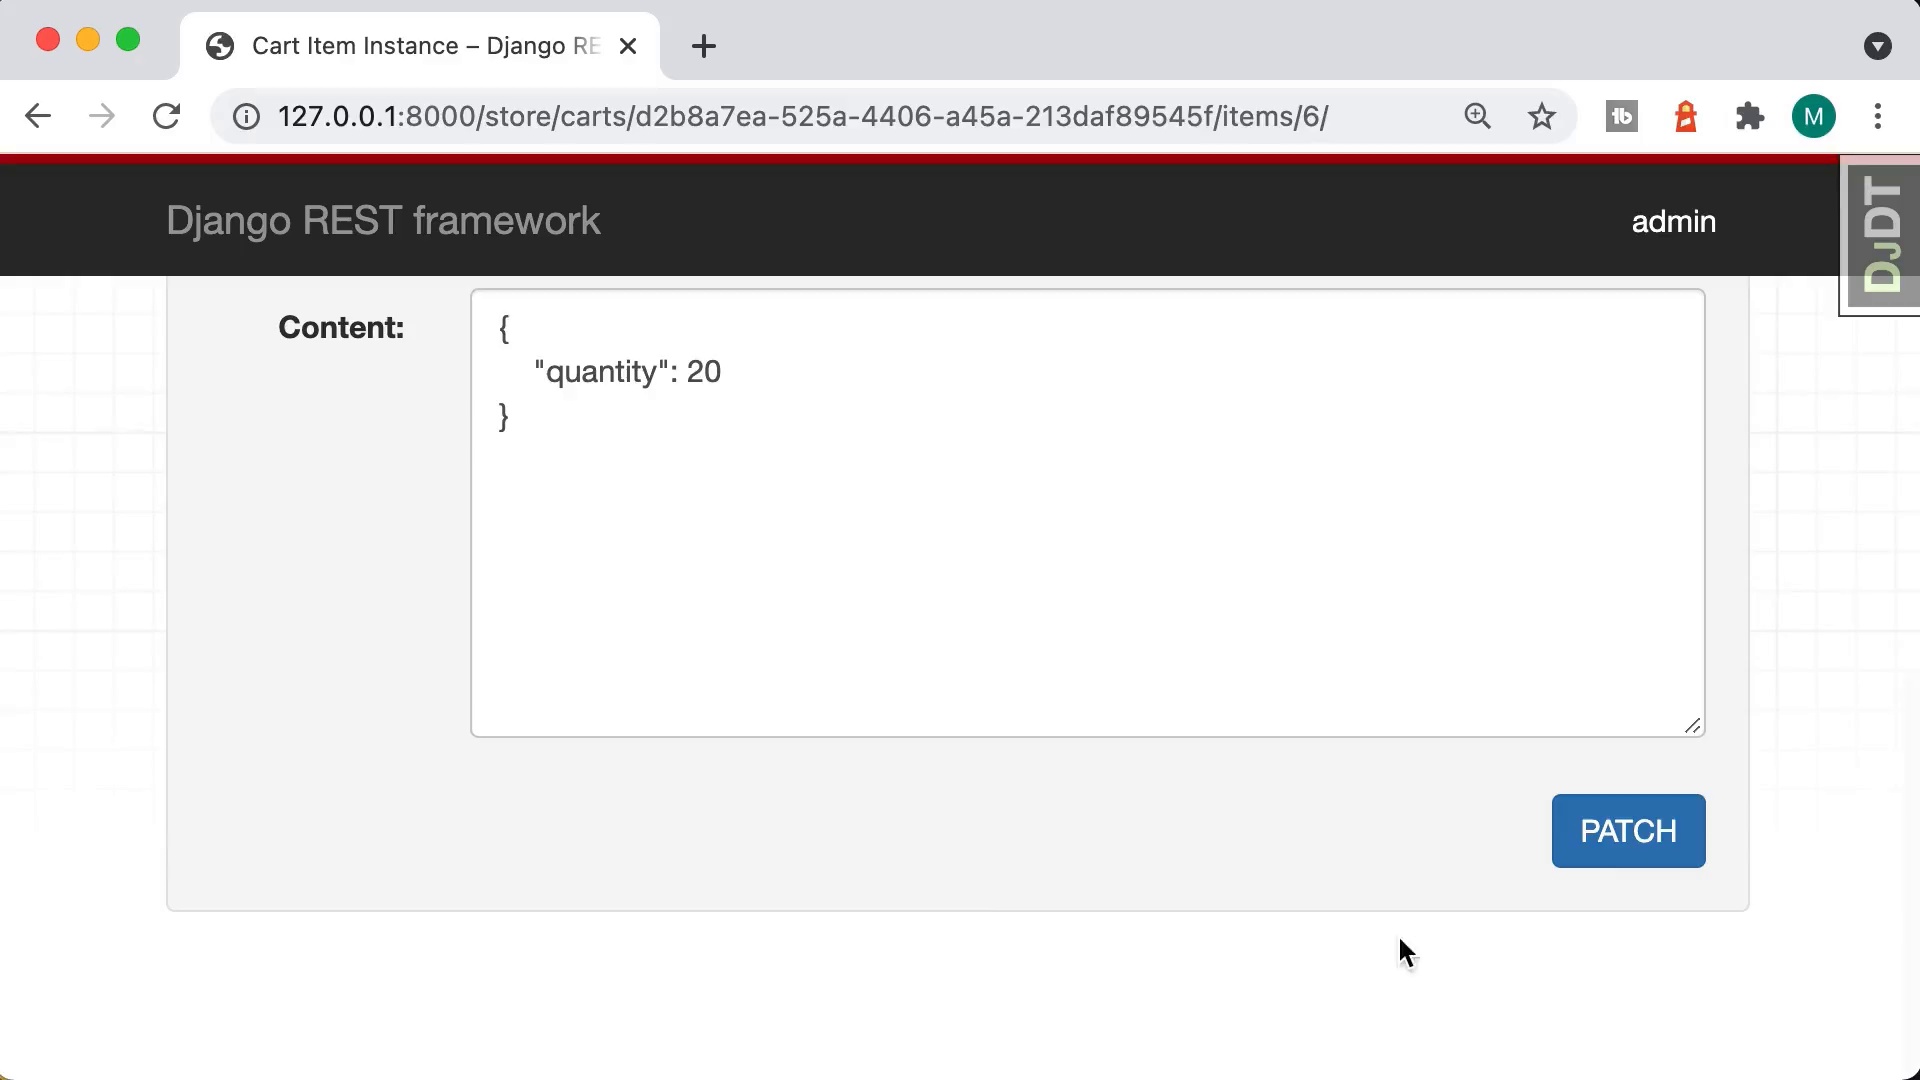 Cart Item Instance – Django RE
127.0.0.1:8000/store/carts/d2b8a7ea-525a-4406-a45a-213daf89545f/items/6/
M
Django REST framework
admin
DJDT
Content:
{
"quantity": 20
}
PATCH